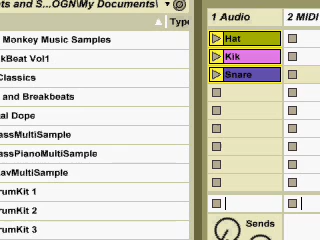 nts and S...OGN\My Documents\
Type
Monkey Music Samples
kBeat Vol1
Classics
and Breakbeats
al Dope
assMultiSample
assPianoMultiSample
avMultiSample
rumKit 1
rumKit 2
rumKit 3
1 Audio
2 MIDI
Hat
Kik
Snare
Sends